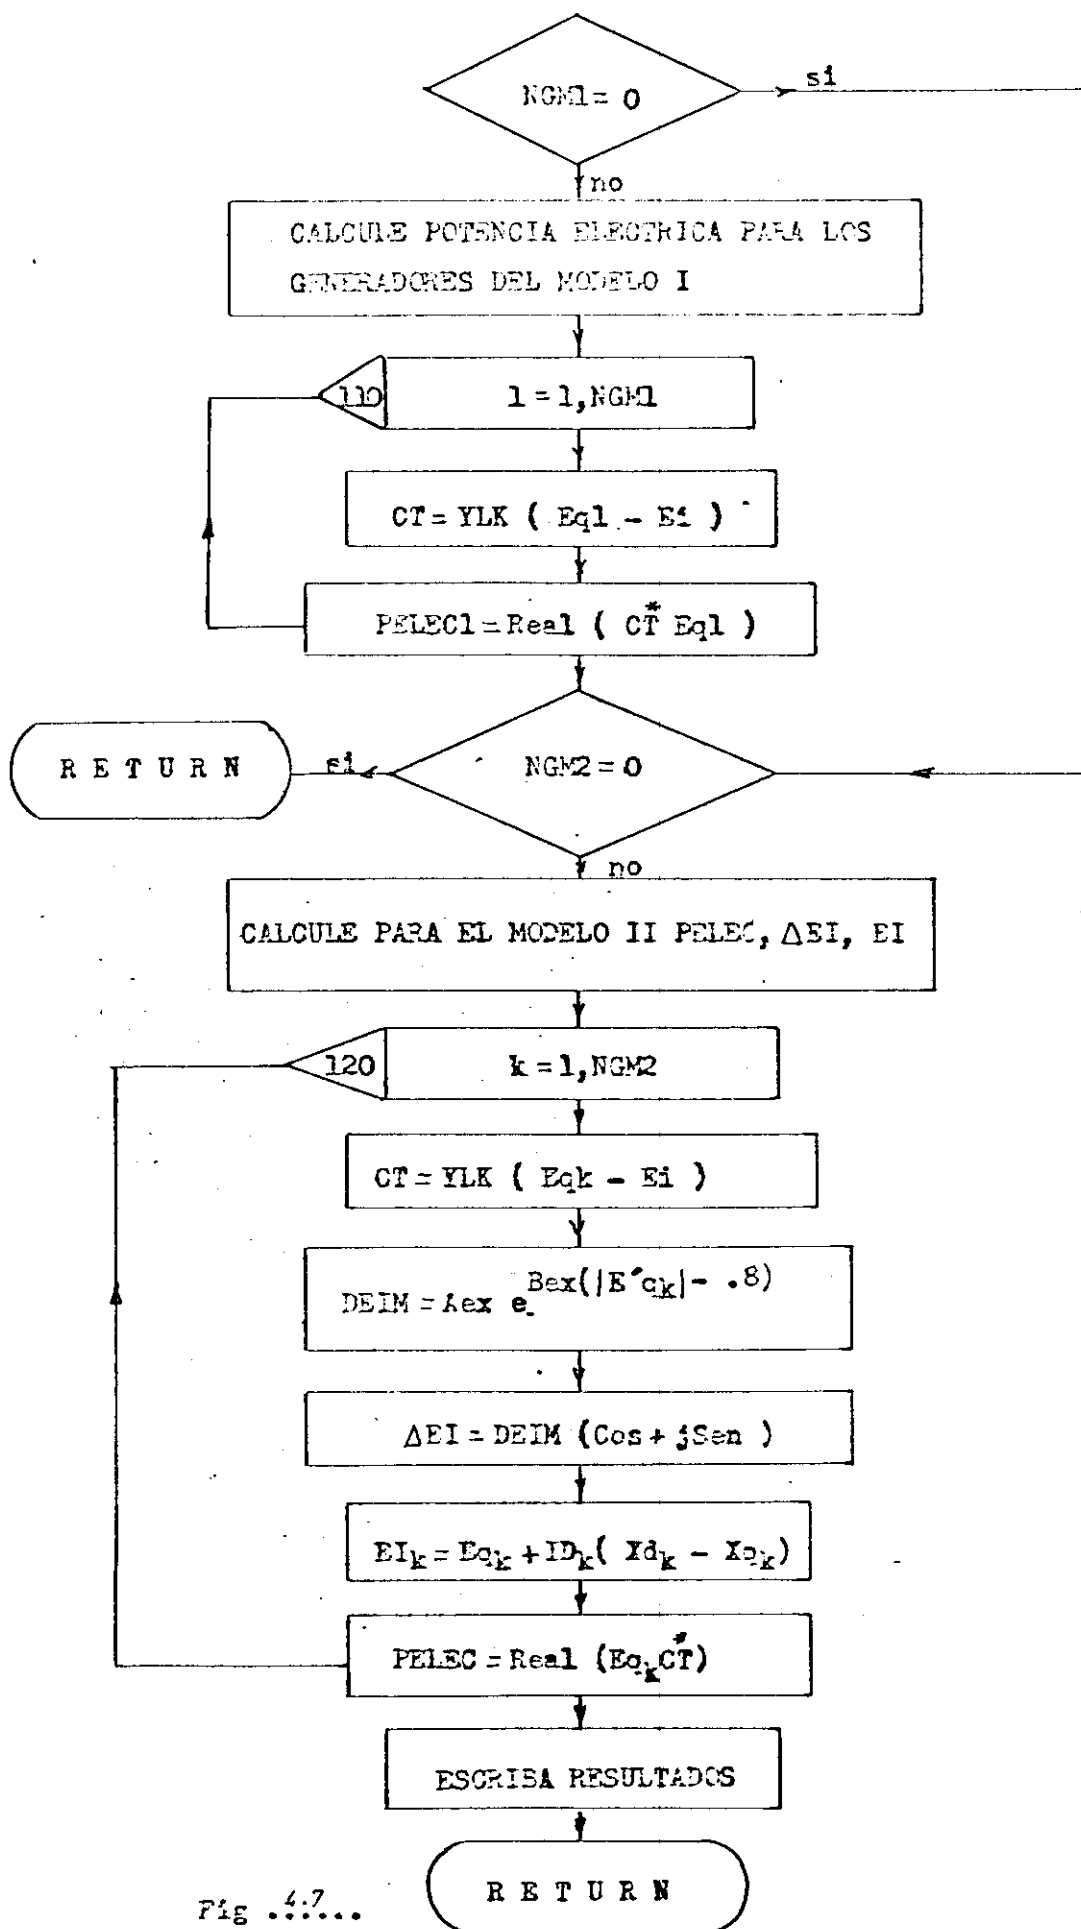 NGM1 = 0
si
no
CALCULE POTENCIA ELECTRICA PARA LOS
GENERADORES DEL MODELO I
110
1 = 1, NGM1
CT = YLK ( Eq1 - Ei )
PELEC1 = Real ( CT* Eq1 )
RETURN
si
NGM2 = 0
no
CALCULE PARA EL MODELO II PELEC, ΔEI, EI
120
k = 1, NGM2
CT = YLK ( Eqk - Ei )
DEIM = Aex e^Bex(|E´qk| - .8)
ΔEI = DEIM (Cos + jSen )
EIk = Eqk + IDk ( Xdk - Xqk)
PELEC = Real (Eqk CT*)
ESCRIBA RESULTADOS
RETURN
Fig 4.7